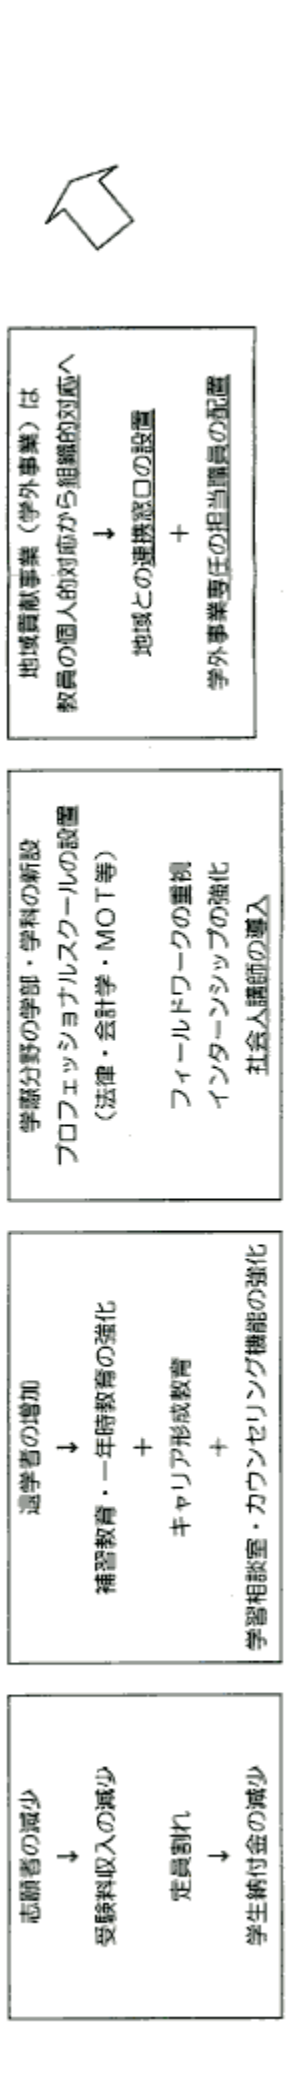 志願者の減少
↓
受験料収入の減少
定員割れ
↓
学生納付金の減少
退学者の増加
↓
補習教育・一年時教育の強化
+
キャリア形成教育
+
学習相談室・カウンセリング機能の強化
学際分野の学部・学科の新設
プロフェッショナルスクールの設置
(法律・会計学・MOT等)
フィールドワークの重視
インターンシップの強化
社会人講師の導入
地域貢献事業(学外事業)は
教員の個人的対応から組織的対応へ
↓
地域との連携窓口の設置
+
学外事業専任の担当職員の配置